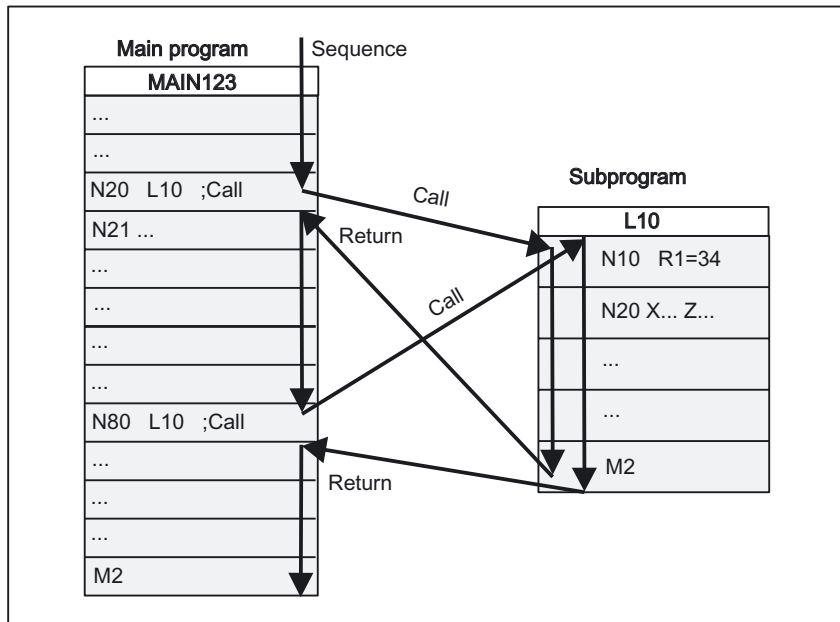 Main program
Sequence
MAIN123
...
...
N20 L10 ;Call
N21 ...
...
...
...
...
N80 L10 ;Call
...
...
...
M2
Call
Return
Call
Return
Subprogram
L10
N10 R1=34
N20 X... Z...
...
...
M2